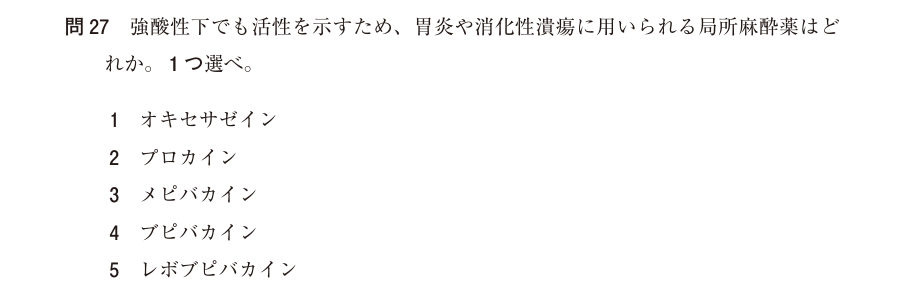 問27 強酸性下でも活性を示すため、胃炎や消化性潰瘍に用いられる局所麻酔薬はど
れか。1つ選べ。
1 オキセサゼイン
2 プロカイン
3 メピバカイン
4 ブピバカイン
5 レボブピバカイン